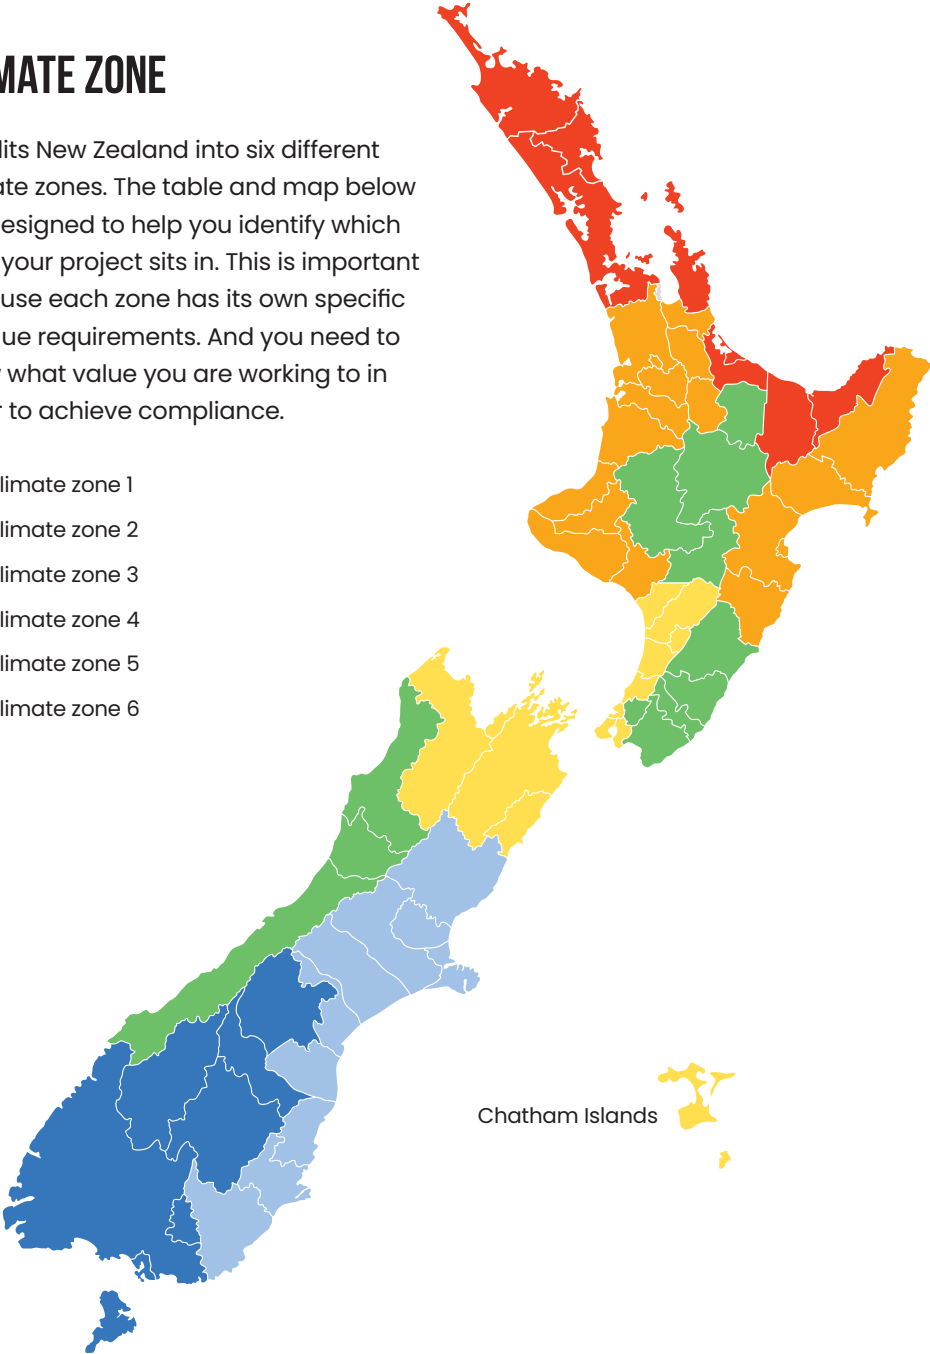 MATE ZONE
lits New Zealand into six different
ate zones. The table and map below
esigned to help you identify which
your project sits in. This is important
use each zone has its own specific
ue requirements. And you need to
what value you are working to in
to achieve compliance.
limate zone 1
limate zone 2
limate zone 3
limate zone 4
limate zone 5
limate zone 6
Chatham Islands